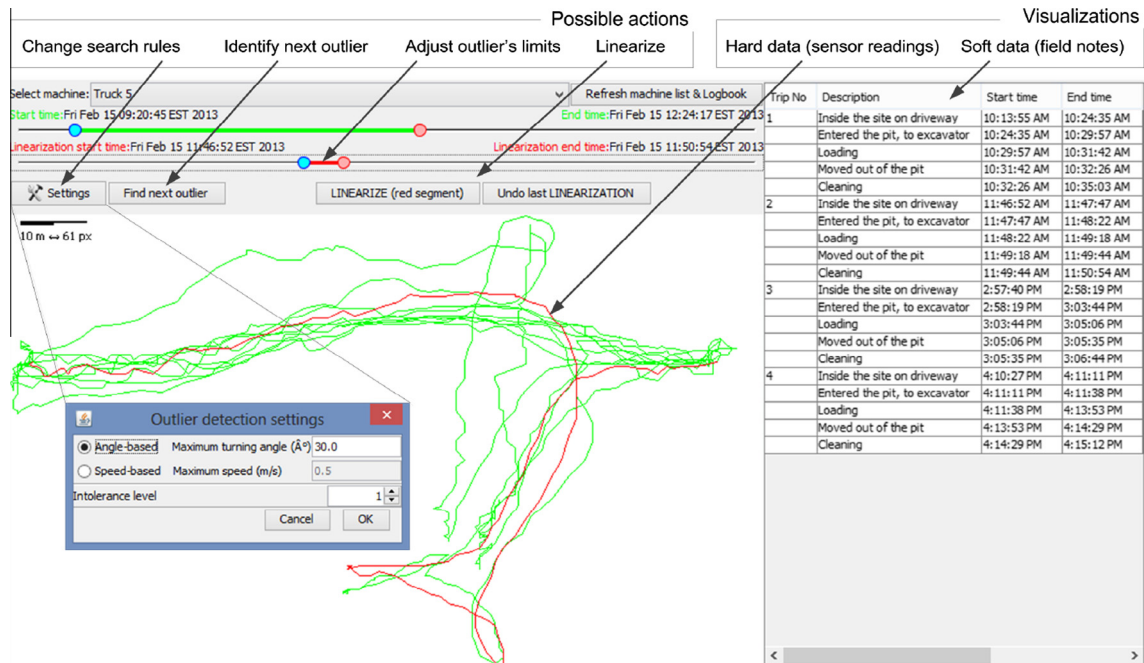 Possible actions
Visualizations
Change search rules
Identify next outlier
Adjust outlier's limits
Linearize
Hard data (sensor readings)
Soft data (field notes)
Select machine: Truck 5
Refresh machine list & Logbook
Start time:Fri Feb 15 09:20:45 EST 2013
End time:Fri Feb 15 12:24:17 EST 2013
Linearization start time:Fri Feb 15 11:46:52 EST 2013
Linearization end time:Fri Feb 15 11:50:54 EST 2013
Settings
Find next outlier
LINEARIZE (red segment)
Undo last LINEARIZATION
10 m ↔ 61 px
Outlier detection settings
Angle-based Maximum turning angle (Âº) 30.0
Speed-based Maximum speed (m/s) 0.5
Intolerance level 1
Cancel
OK
Trip No Description Start time End time
1 Inside the site on driveway 10:13:55 AM 10:24:35 AM
Entered the pit, to excavator 10:24:35 AM 10:29:57 AM
Loading 10:29:57 AM 10:31:42 AM
Moved out of the pit 10:31:42 AM 10:32:26 AM
Cleaning 10:32:26 AM 10:35:03 AM
2 Inside the site on driveway 11:46:52 AM 11:47:47 AM
Entered the pit, to excavator 11:47:47 AM 11:48:22 AM
Loading 11:48:22 AM 11:49:18 AM
Moved out of the pit 11:49:18 AM 11:49:44 AM
Cleaning 11:49:44 AM 11:50:54 AM
3 Inside the site on driveway 2:57:40 PM 2:58:19 PM
Entered the pit, to excavator 2:58:19 PM 3:03:44 PM
Loading 3:03:44 PM 3:05:06 PM
Moved out of the pit 3:05:06 PM 3:05:35 PM
Cleaning 3:05:35 PM 3:06:44 PM
4 Inside the site on driveway 4:10:27 PM 4:11:11 PM
Entered the pit, to excavator 4:11:11 PM 4:11:38 PM
Loading 4:11:38 PM 4:13:53 PM
Moved out of the pit 4:13:53 PM 4:14:29 PM
Cleaning 4:14:29 PM 4:15:12 PM